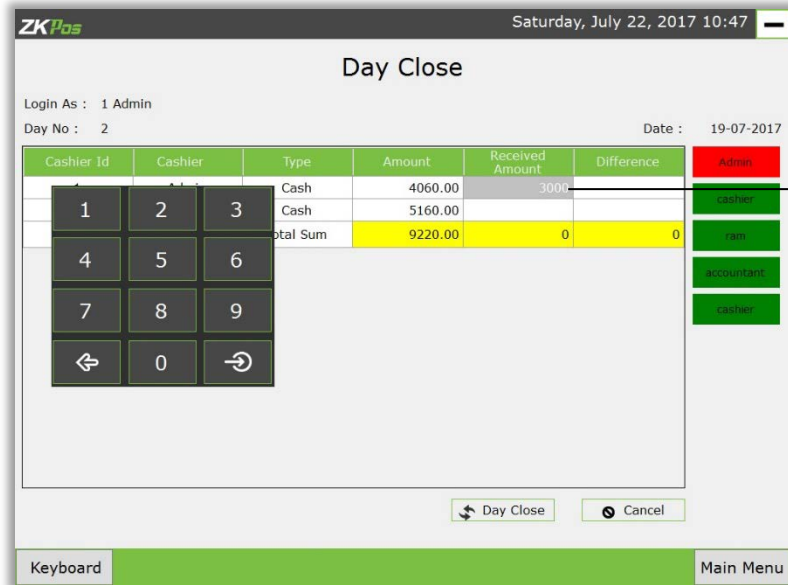 ZKPos Saturday, July 22, 2017 10:47
Day Close
Login As : 1 Admin
Day No : 2 Date : 19-07-2017
Cashier Id Cashier Type Amount Received Amount Difference Admin
Cash 4060.00 3000
cashier
Cash 5160.00
otal Sum 9220.00 0 0 ram
accountant
cashier
1 2 3
4 5 6
7 8 9
0
Day Close Cancel
Keyboard Main Menu